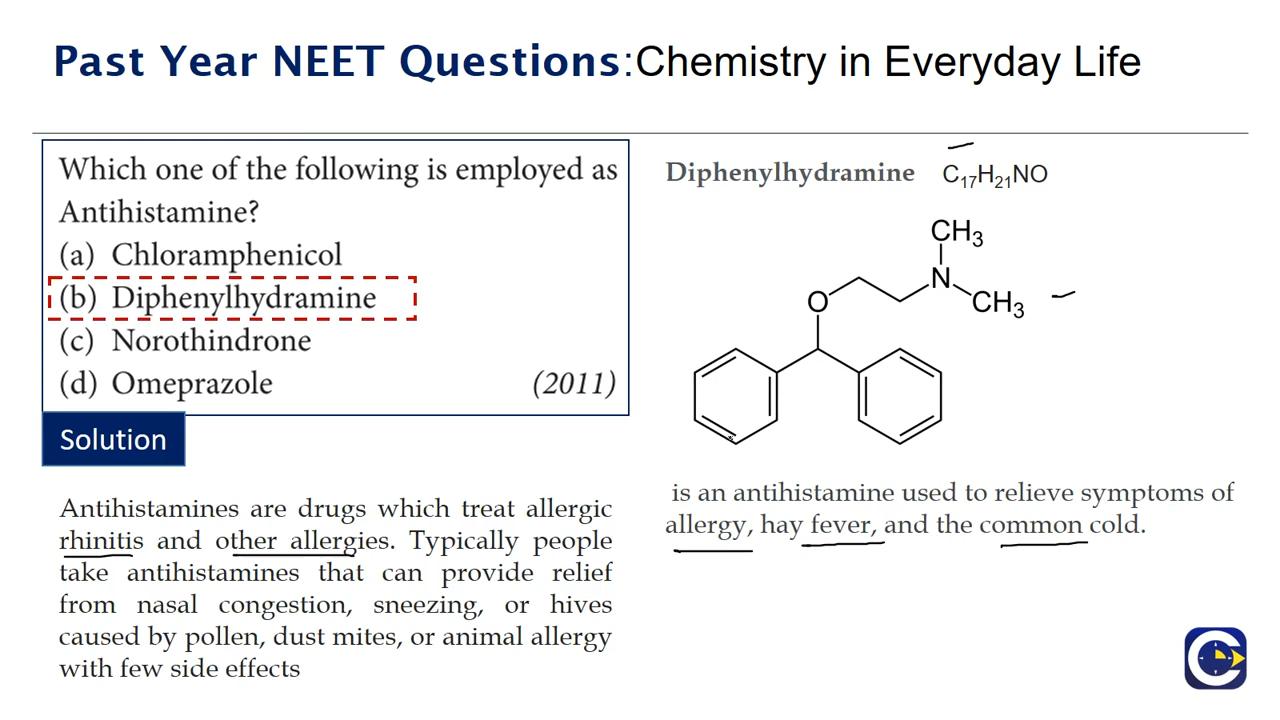 Past Year NEET Questions:Chemistry in Everyday Life
Which one of the following is employed as
Antihistamine?
(a) Chloramphenicol
(b) Diphenylhydramine
(c) Norothindrone
(d) Omeprazole (2011)
Solution
Antihistamines are drugs which treat allergic
rhinitis and other allergies. Typically people
take antihistamines that can provide relief
from nasal congestion, sneezing, or hives
caused by pollen, dust mites, or animal allergy
with few side effects
Diphenylhydramine C17H21NO
CH3
N
O
CH3
is an antihistamine used to relieve symptoms of
allergy, hay fever, and the common cold.